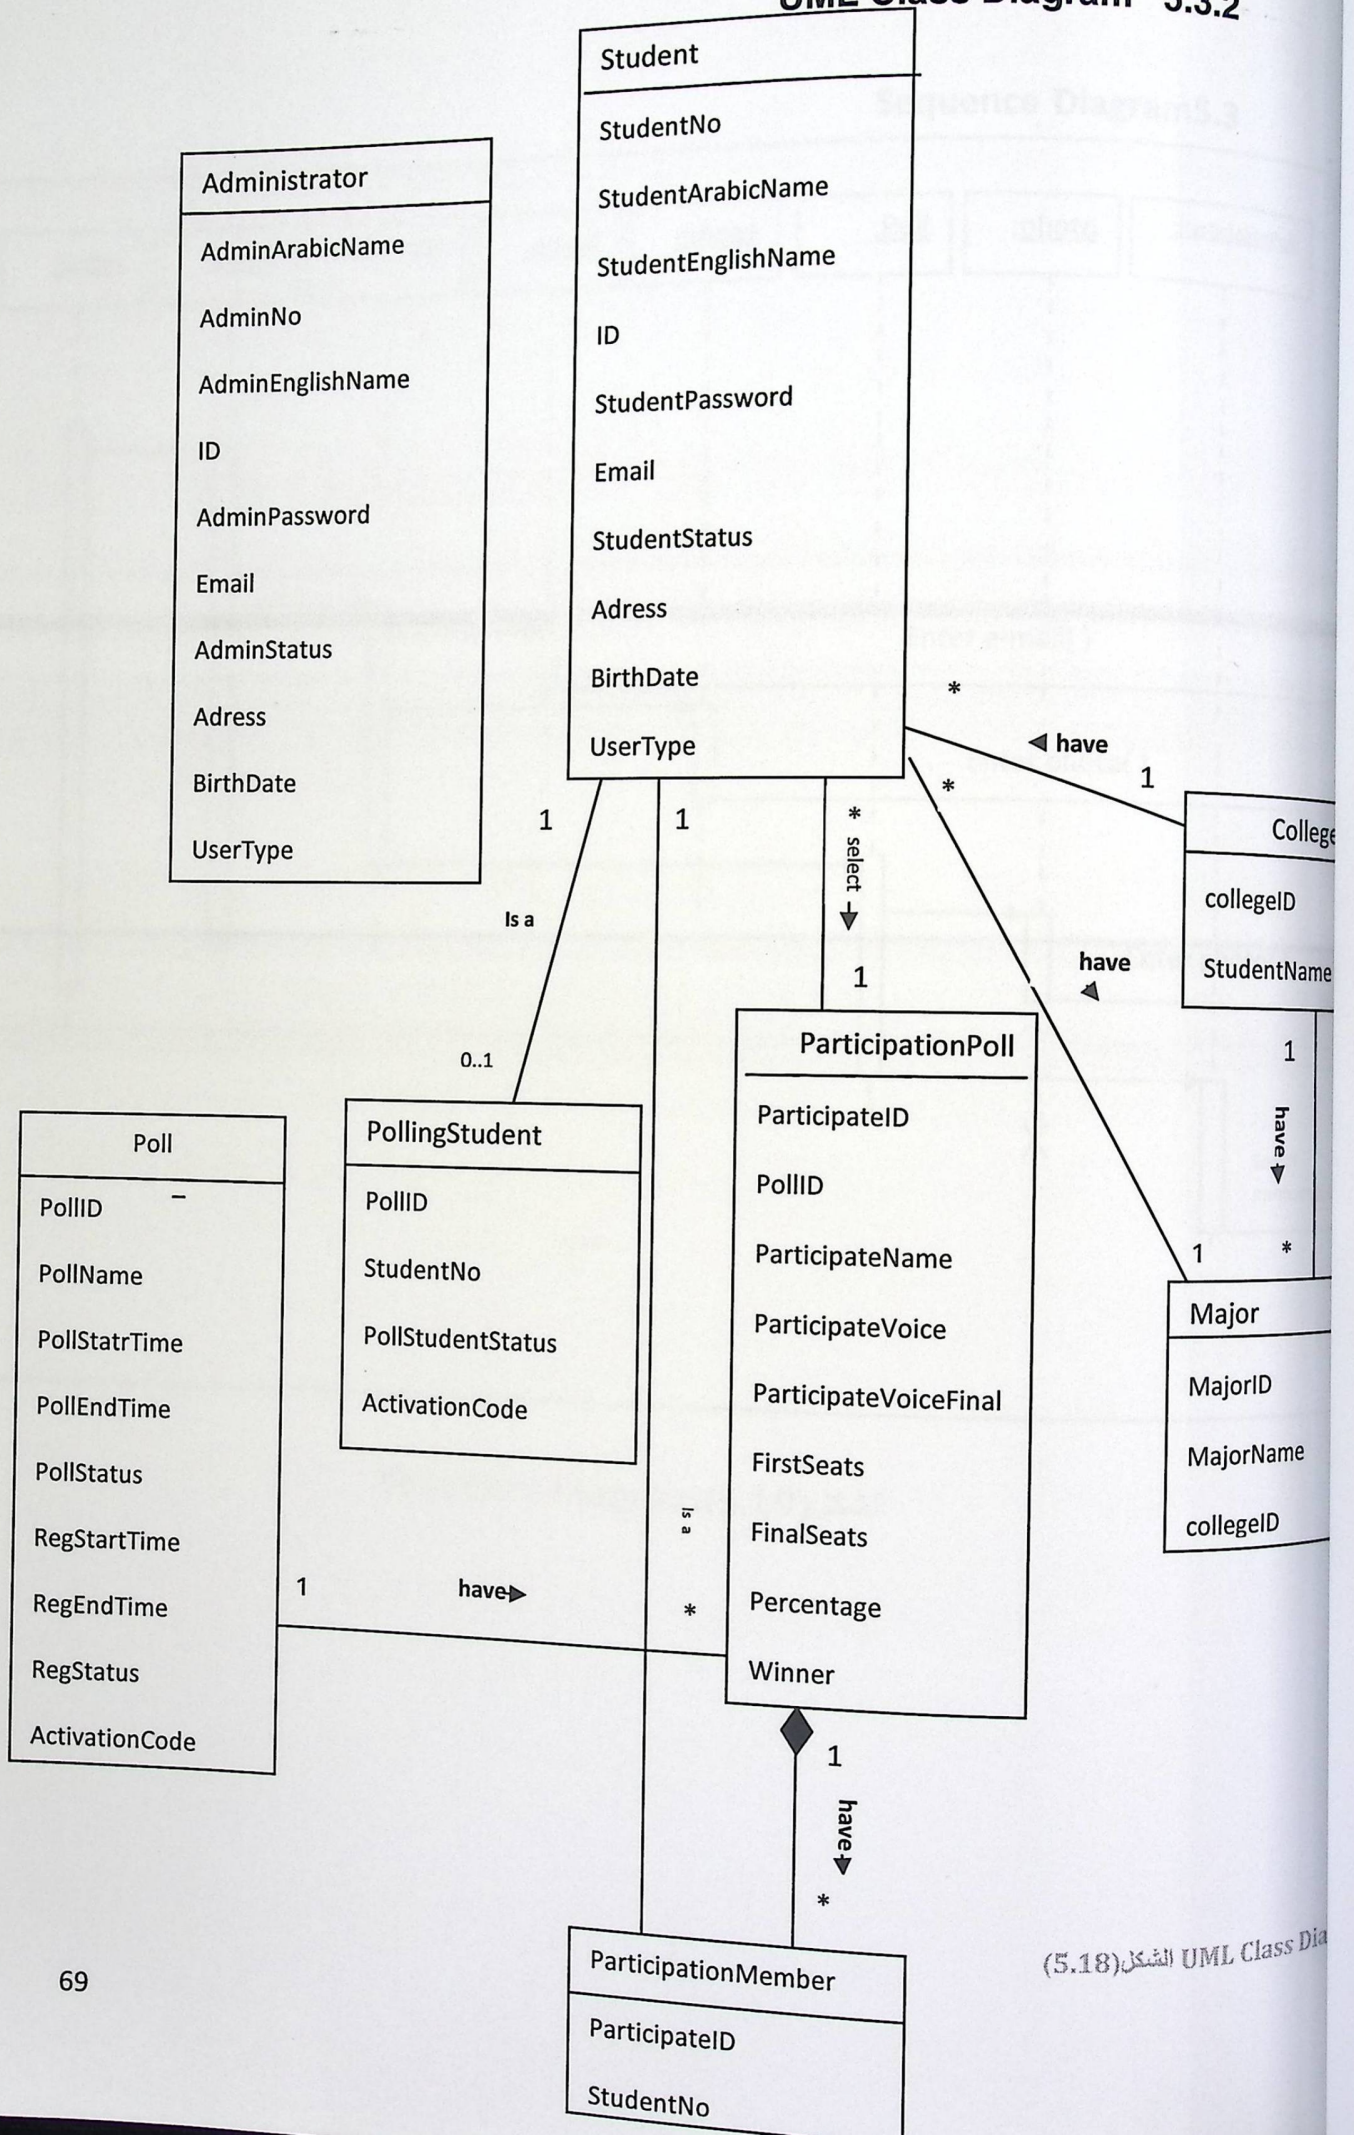 UML Class Diagram 5.3.2
Student
StudentNo
StudentArabicName
StudentEnglishName
ID
StudentPassword
Email
StudentStatus
Adress
BirthDate
UserType
Administrator
AdminArabicName
AdminNo
AdminEnglishName
ID
AdminPassword
Email
AdminStatus
Adress
BirthDate
UserType
*
have
1
*
have
1
College
collegeID
StudentName
1
have
*
Major
MajorID
MajorName
collegeID
1
Is a
0..1
1
Is a
* select
1
ParticipationPoll
ParticipateID
PollID
ParticipateName
ParticipateVoice
ParticipateVoiceFinal
FirstSeats
FinalSeats
Percentage
Winner
PollingStudent
PollID
StudentNo
PollStudentStatus
ActivationCode
Poll
PollID
PollName
PollStatrTime
PollEndTime
PollStatus
RegStartTime
RegEndTime
RegStatus
ActivationCode
1
have
*
1
have
*
ParticipationMember
ParticipateID
StudentNo
الشكل(5.18) UML Class Dia
69
Sequence Diagram5.3